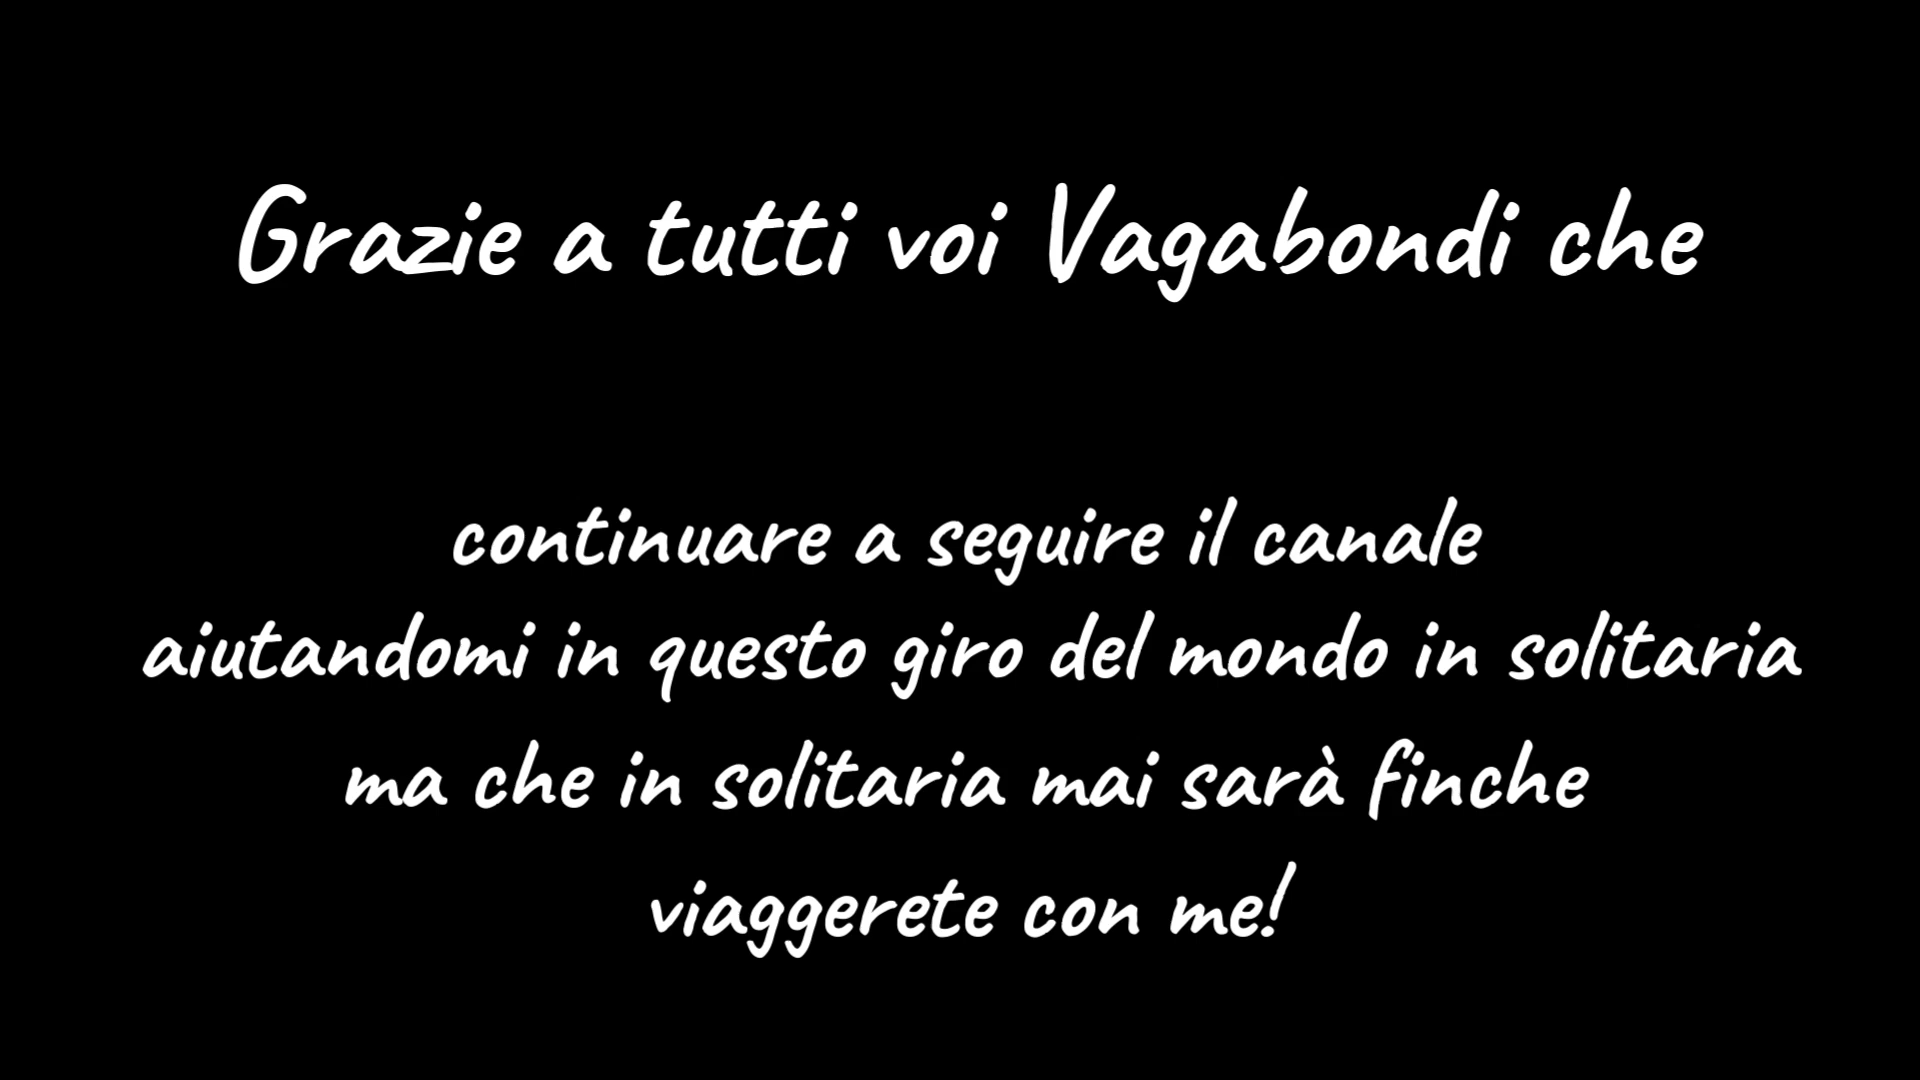 Grazie a tutti voi Vagabondi che
continuare a seguire il canale
aiutandomi in questo giro del mondo in solitaria
ma che in solitaria mai sarà finche
viaggerete con me!